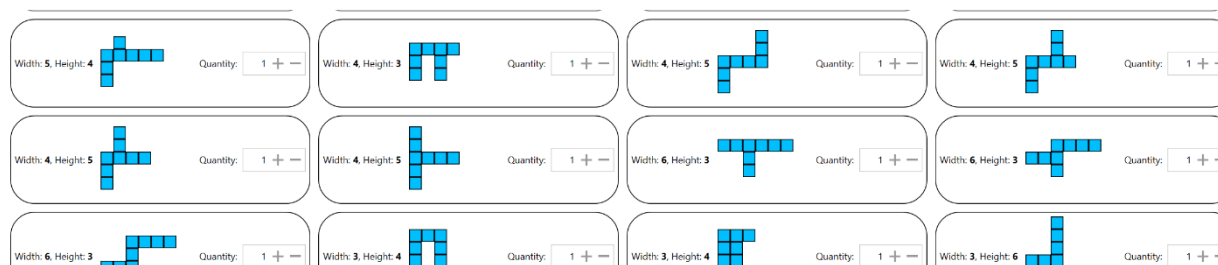 Width: 5, Height: 4 Quantity: 1 + −
Width: 4, Height: 3 Quantity: 1 + −
Width: 4, Height: 5 Quantity: 1 + −
Width: 4, Height: 5 Quantity: 1 + −
Width: 4, Height: 5 Quantity: 1 + −
Width: 4, Height: 5 Quantity: 1 + −
Width: 6, Height: 3 Quantity: 1 + −
Width: 6, Height: 3 Quantity: 1 + −
Width: 6, Height: 3 Quantity: 1 + −
Width: 3, Height: 4 Quantity: 1 + −
Width: 3, Height: 4 Quantity: 1 + −
Width: 3, Height: 6 Quantity: 1 + −